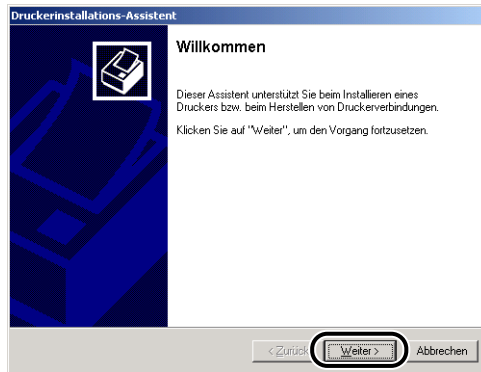 Druckerinstallations-Assistent
Willkommen
Dieser Assistent unterstützt Sie beim Installieren eines
Druckers bzw. beim Herstellen von Druckerverbindungen.
Klicken Sie auf "Weiter", um den Vorgang fortzusetzen.
< Zurück Weiter > Abbrechen